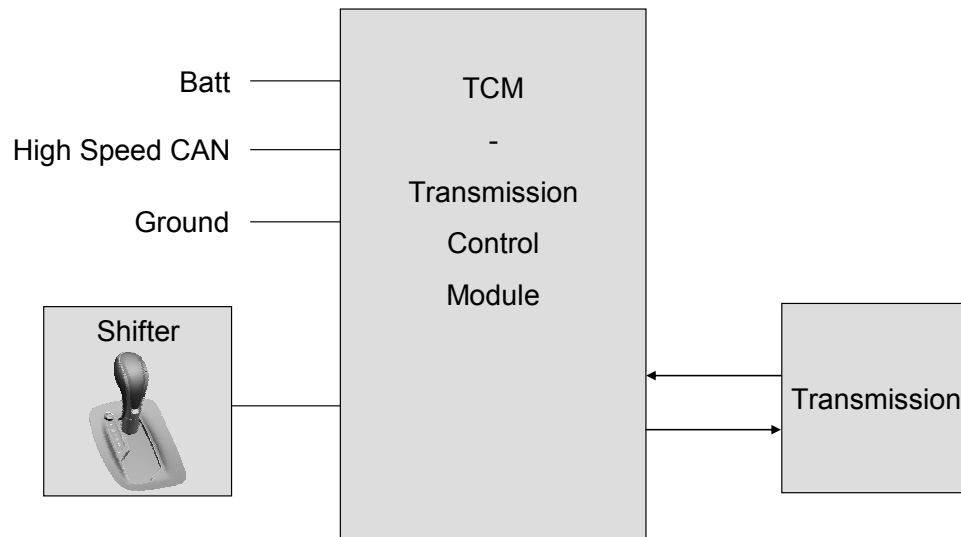 Batt
High Speed CAN
Ground
Shifter
TCM
-
Transmission
Control
Module
Transmission